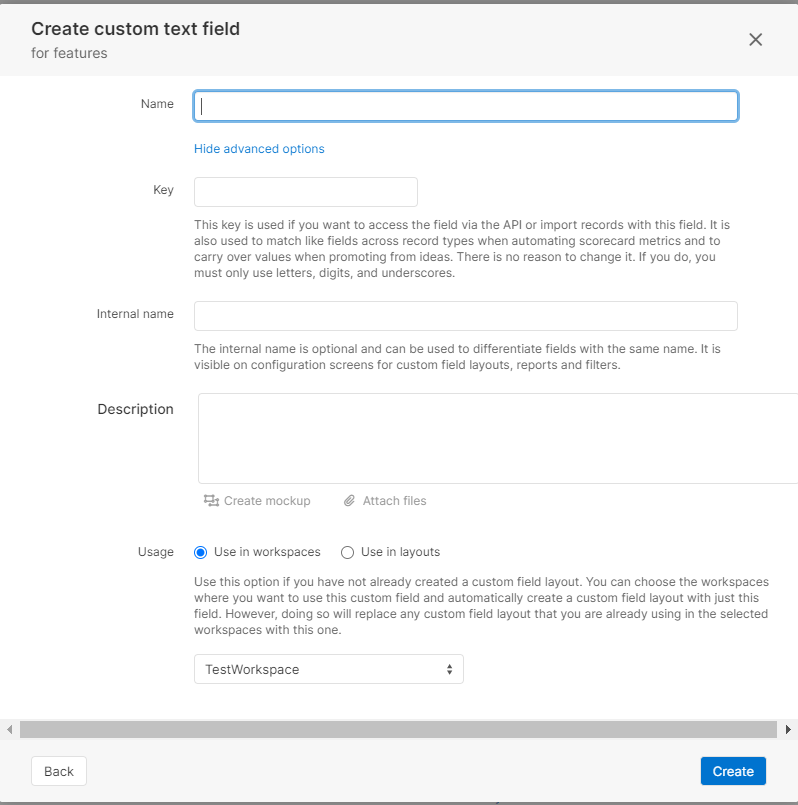 Create custom text field
for features
Name
Hide advanced options
Key
This key is used if you want to access the field via the API or import records with this field. It is
also used to match like fields across record types when automating scorecard metrics and to
carry over values when promoting from ideas. There is no reason to change it. If you do, you
must only use letters, digits, and underscores.
Internal name
The internal name is optional and can be used to differentiate fields with the same name. It is
visible on configuration screens for custom field layouts, reports and filters.
Description
Create mockup Attach files
Usage Use in workspaces Use in layouts
Use this option if you have not already created a custom field layout. You can choose the workspaces
where you want to use this custom field and automatically create a custom field layout with just this
field. However, doing so will replace any custom field layout that you are already using in the selected
workspaces with this one.
TestWorkspace
Back Create